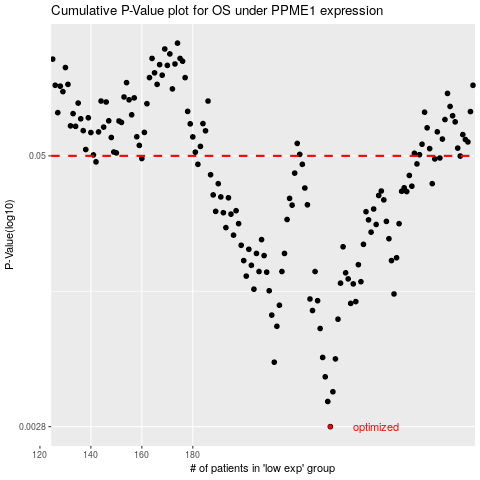 Cumulative P-Value plot for OS under PPME1 expression
P-Value(log10)
0.05
0.0028
optimized
120 140 160 180
# of patients in 'low exp' group